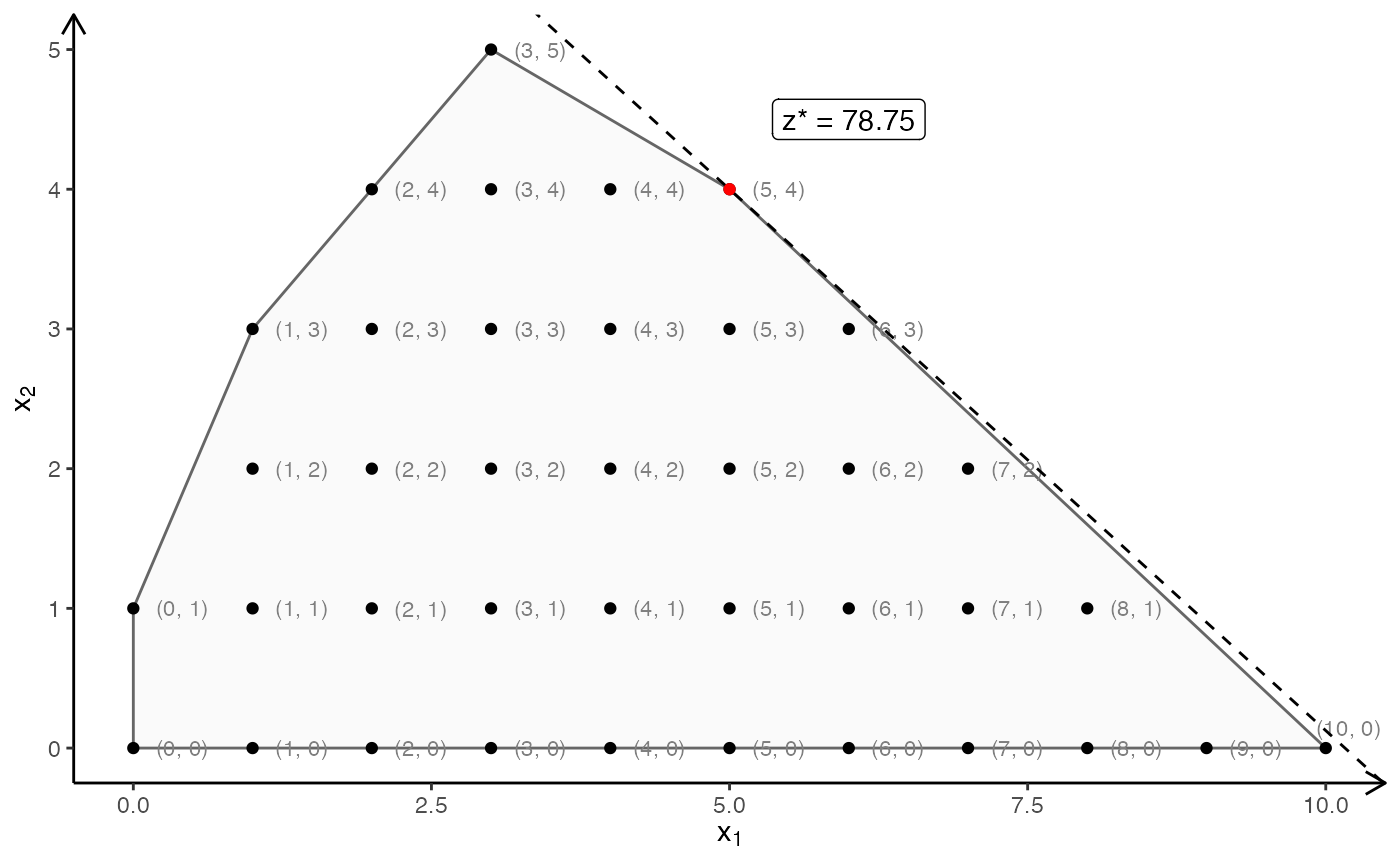 5
(3, 5)
z* = 78.75
4
(2, 4) (3, 4) (4, 4) (5, 4)
3
(1, 3) (2, 3) (3, 3) (4, 3) (5, 3) (6, 3)
x2
2
(1, 2) (2, 2) (3, 2) (4, 2) (5, 2) (6, 2) (7, 2)
1
(0, 1) (1, 1) (2, 1) (3, 1) (4, 1) (5, 1) (6, 1) (7, 1) (8, 1)
(10, 0)
0
(0, 0) (1, 0) (2, 0) (3, 0) (4, 0) (5, 0) (6, 0) (7, 0) (8, 0) (9, 0)
0.0 2.5 5.0 7.5 10.0
x1